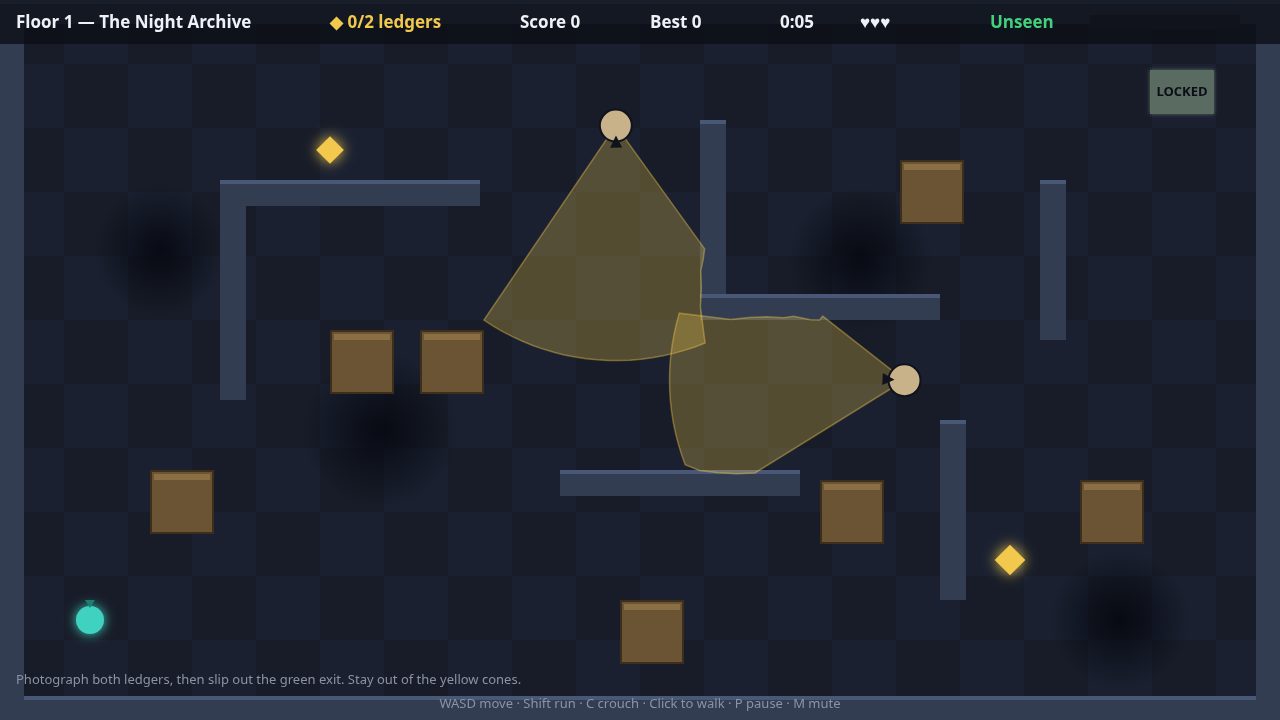 Floor 1 — The Night Archive ◆ 0/2 ledgers Score 0 Best 0 0:05 ♥♥♥ Unseen
LOCKED
Photograph both ledgers, then slip out the green exit. Stay out of the yellow cones.
WASD move · Shift run · C crouch · Click to walk · P pause · M mute